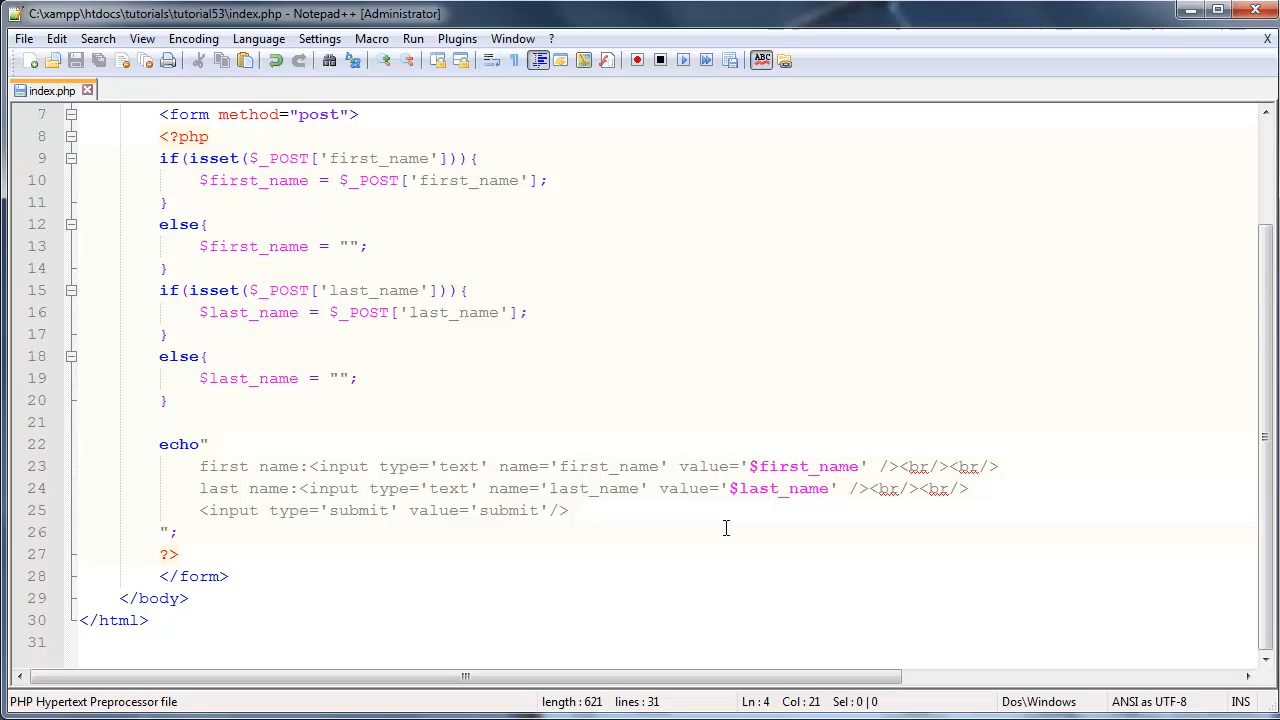 C:\xampp\htdocs\tutorials\tutorial53\index.php - Notepad++ [Administrator]
File Edit Search View Encoding Language Settings Macro Run Plugins Window ? X
ABC
index.php
7 <form method="post">
8 <?php
9 if(isset($_POST['first_name'])){
10 $first_name = $_POST['first_name'];
11 }
12 else{
13 $first_name = "";
14 }
15 if(isset($_POST['last_name'])){
16 $last_name = $_POST['last_name'];
17 }
18 else{
19 $last_name = "";
20 }
21
22 echo"
23 first name:<input type='text' name='first_name' value='$first_name' /><br/><br/>
24 last name:<input type='text' name='last_name' value='$last_name' /><br/><br/>
25 <input type='submit' value='submit'/>
26 ";
27 ?>
28 </form>
29 </body>
30 </html>
31
PHP Hypertext Preprocessor file length : 621 lines : 31 Ln : 4 Col : 21 Sel : 0 | 0 Dos\Windows ANSI as UTF-8 INS